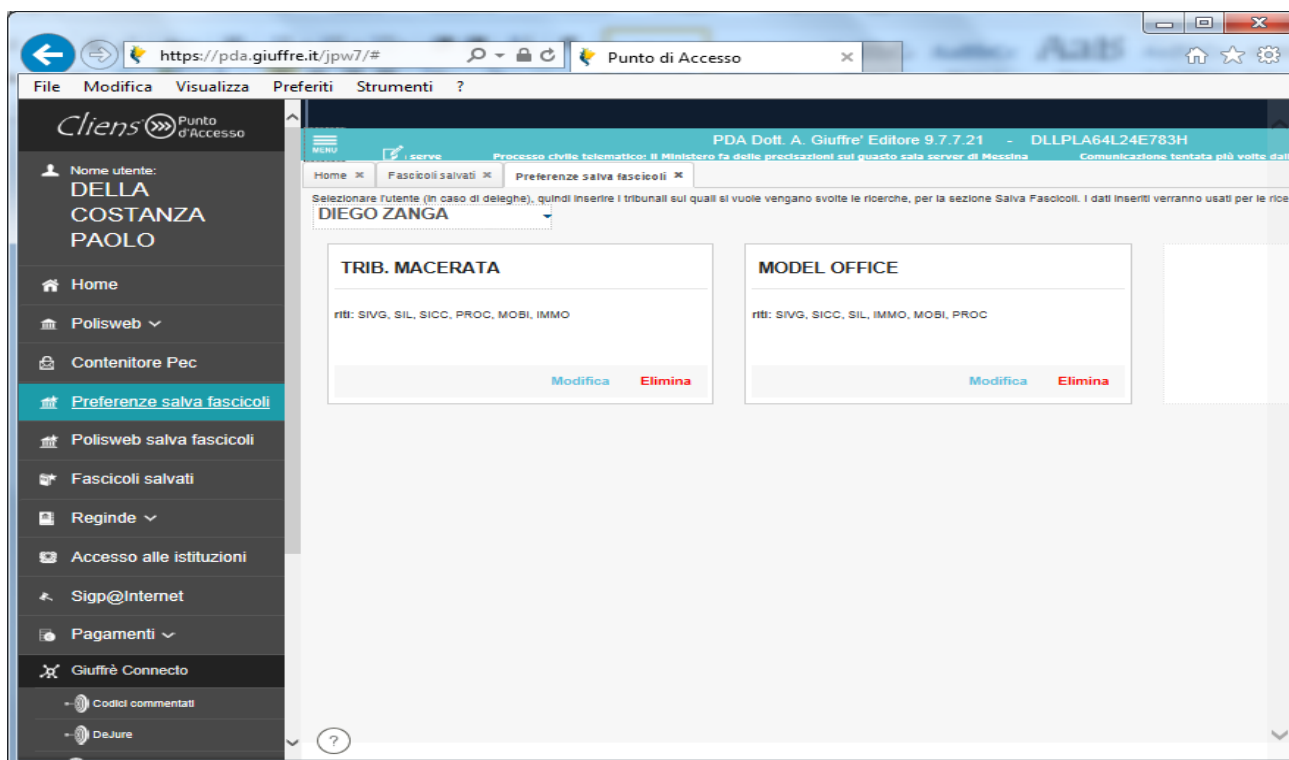 https://pda.giuffre.it/jpw7/#
Punto di Accesso
File Modifica Visualizza Preferiti Strumenti ?
Cliens Punto d'Accesso
Nome utente:
DELLA
COSTANZA
PAOLO
Home
Polisweb
Contenitore Pec
Preferenze salva fascicoli
Polisweb salva fascicoli
Fascicoli salvati
Reginde
Accesso alle istituzioni
Sigp@Internet
Pagamenti
Giuffrè Connecto
Codici commentati
DeJure
MENU
PDA Dott. A. Giuffre' Editore 9.7.7.21 - DLLPLA64L24E783H
serve Processo civile telematico: il Ministero fa delle precisazioni sul guasto sala server di Messina Comunicazione tentata più volte dall
Home Fascicoli salvati Preferenze salva fascicoli
Selezionare l'utente (in caso di deleghe), quindi inserire i tribunali sui quali si vuole vengano svolte le ricerche, per la sezione Salva Fascicoli. I dati inseriti verranno usati per le rice
DIEGO ZANGA
TRIB. MACERATA
riti: SIVG, SIL, SICC, PROC, MOBI, IMMO
Modifica Elimina
MODEL OFFICE
riti: SIVG, SICC, SIL, IMMO, MOBI, PROC
Modifica Elimina
?